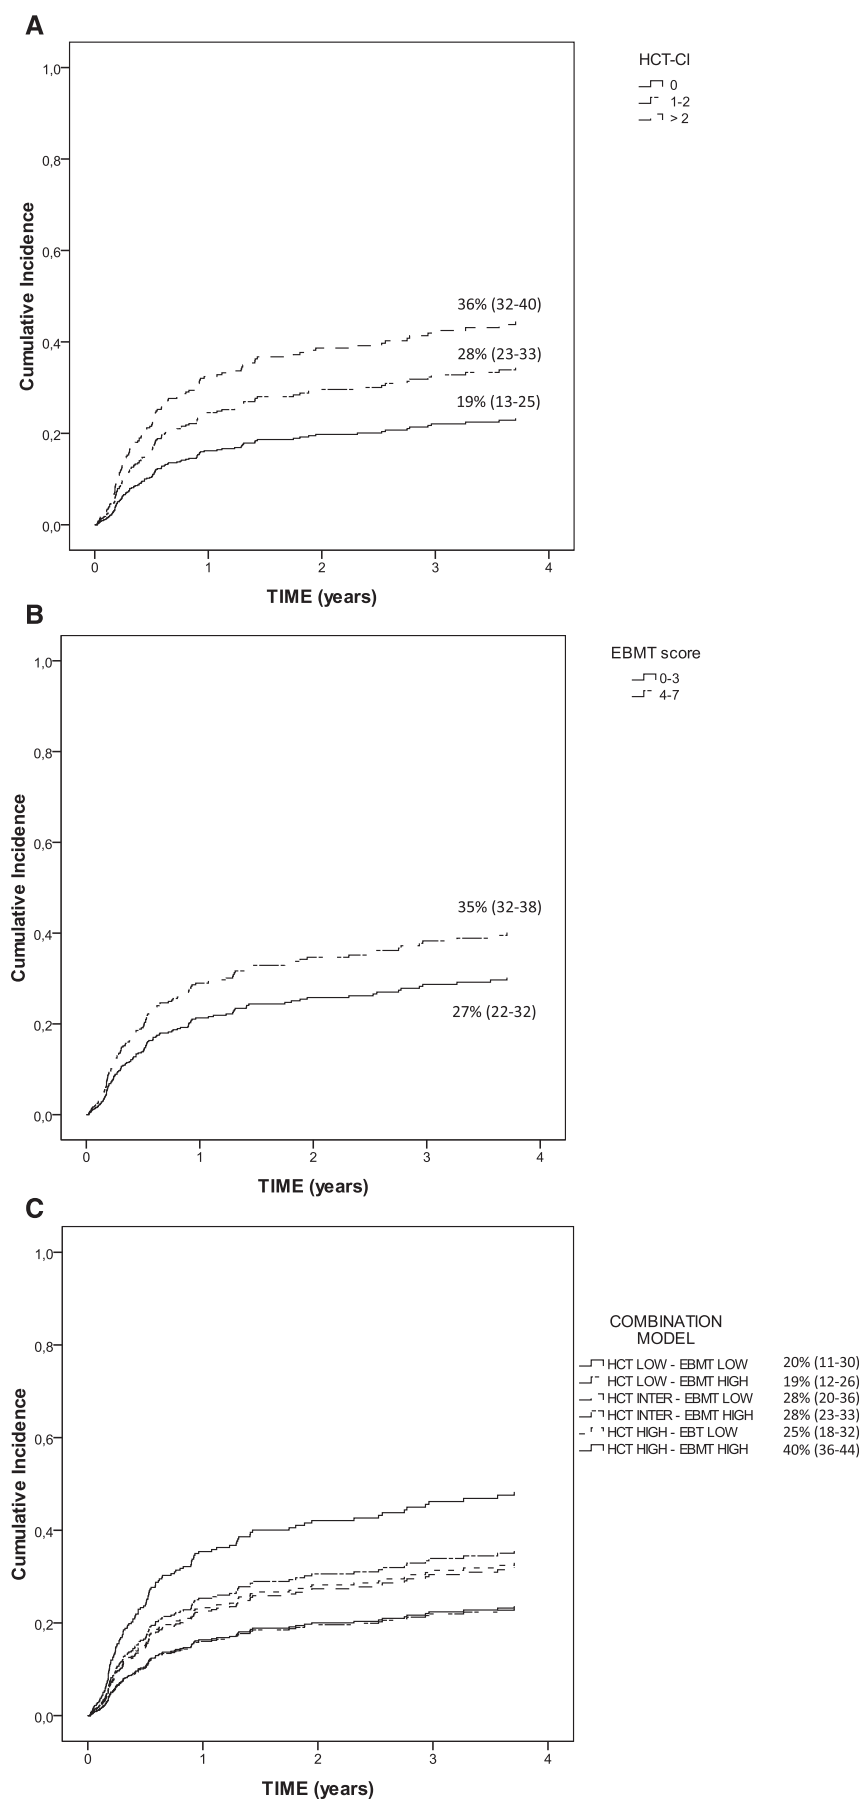 A
HCT-CI
0
1-2
> 2
1,0
0,8
0,6
0,4
0,2
0,0
Cumulative Incidence
36% (32-40)
28% (23-33)
19% (13-25)
0 1 2 3 4
TIME (years)
B
EBMT score
0-3
4-7
1,0
0,8
0,6
0,4
0,2
0,0
Cumulative Incidence
35% (32-38)
27% (22-32)
0 1 2 3 4
TIME (years)
C
1,0
0,8
0,6
0,4
0,2
0,0
Cumulative Incidence
COMBINATION
MODEL
HCT LOW - EBMT LOW 20% (11-30)
HCT LOW - EBMT HIGH 19% (12-26)
HCT INTER - EBMT LOW 28% (20-36)
HCT INTER - EBMT HIGH 28% (23-33)
HCT HIGH - EBT LOW 25% (18-32)
HCT HIGH - EBMT HIGH 40% (36-44)
0 1 2 3 4
TIME (years)